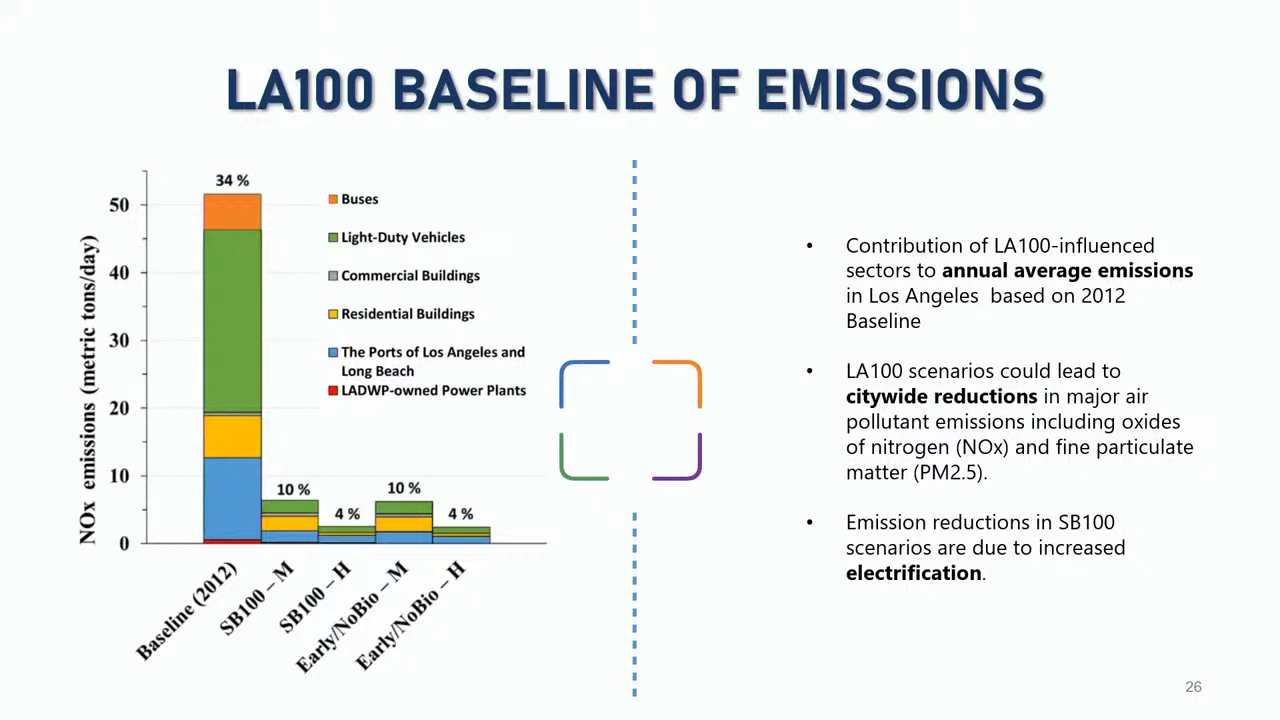 LA100 BASELINE OF EMISSIONS
NOx emissions (metric tons/day)
50
40
30
20
10
0
34 %
10 %
4 %
10 %
4 %
Baseline (2012)
SB100 – M
SB100 – H
Early/NoBio – M
Early/NoBio – H
Buses
Light-Duty Vehicles
Commercial Buildings
Residential Buildings
The Ports of Los Angeles and
Long Beach
LADWP-owned Power Plants
• Contribution of LA100-influenced
sectors to annual average emissions
in Los Angeles based on 2012
Baseline
• LA100 scenarios could lead to
citywide reductions in major air
pollutant emissions including oxides
of nitrogen (NOx) and fine particulate
matter (PM2.5).
• Emission reductions in SB100
scenarios are due to increased
electrification.
26